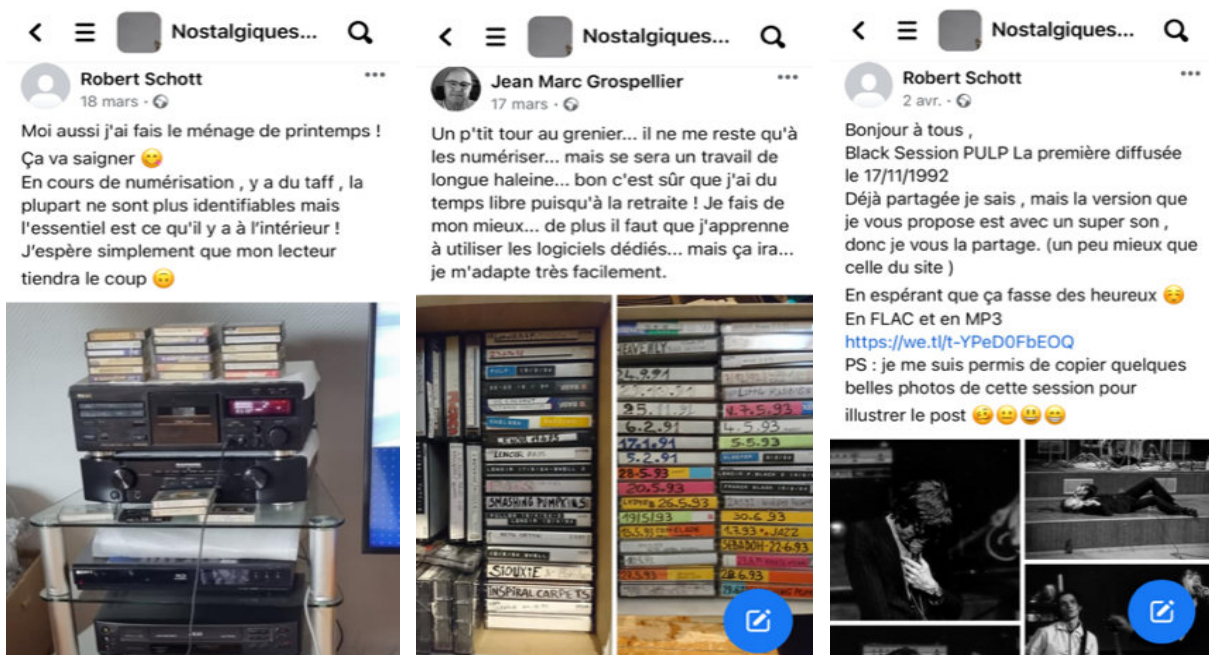 Nostalgiques...
Robert Schott
18 mars
Moi aussi j'ai fais le ménage de printemps !
Ça va saigner 😋
En cours de numérisation , y a du taff , la
plupart ne sont plus identifiables mais
l'essentiel est ce qu'il y a à l'intérieur !
J'espère simplement que mon lecteur
tiendra le coup 🙃
Nostalgiques...
Jean Marc Grospellier
17 mars
Un p'tit tour au grenier... il ne me reste qu'à
les numériser... mais se sera un travail de
longue haleine... bon c'est sûr que j'ai du
temps libre puisqu'à la retraite ! Je fais de
mon mieux... de plus il faut que j'apprenne
à utiliser les logiciels dédiés... mais ça ira...
je m'adapte très facilement.
PULP
LENOIR
SMASHING PUMPKINS
SIOUXIE
INSPIRAL CARPETS
HEAVENLY
24.9.91
25.11.91
6.2.91
17.1.91
5.2.91
28-5.93
20.5.93
26.5.93
19/5/93
4.7.5.93
4.5.93
5.5.93
30.6.93
1.7.93 + JAZZ
SEBADOH-22-6.93
28.6.93
Nostalgiques...
Robert Schott
2 avr.
Bonjour à tous ,
Black Session PULP La première diffusée
le 17/11/1992
Déjà partagée je sais , mais la version que
je vous propose est avec un super son ,
donc je vous la partage. (un peu mieux que
celle du site )
En espérant que ça fasse des heureux ☺️
En FLAC et en MP3
https://we.tl/t-YPeD0FbEOQ
PS : je me suis permis de copier quelques
belles photos de cette session pour
illustrer le post 🥴😐😃😁